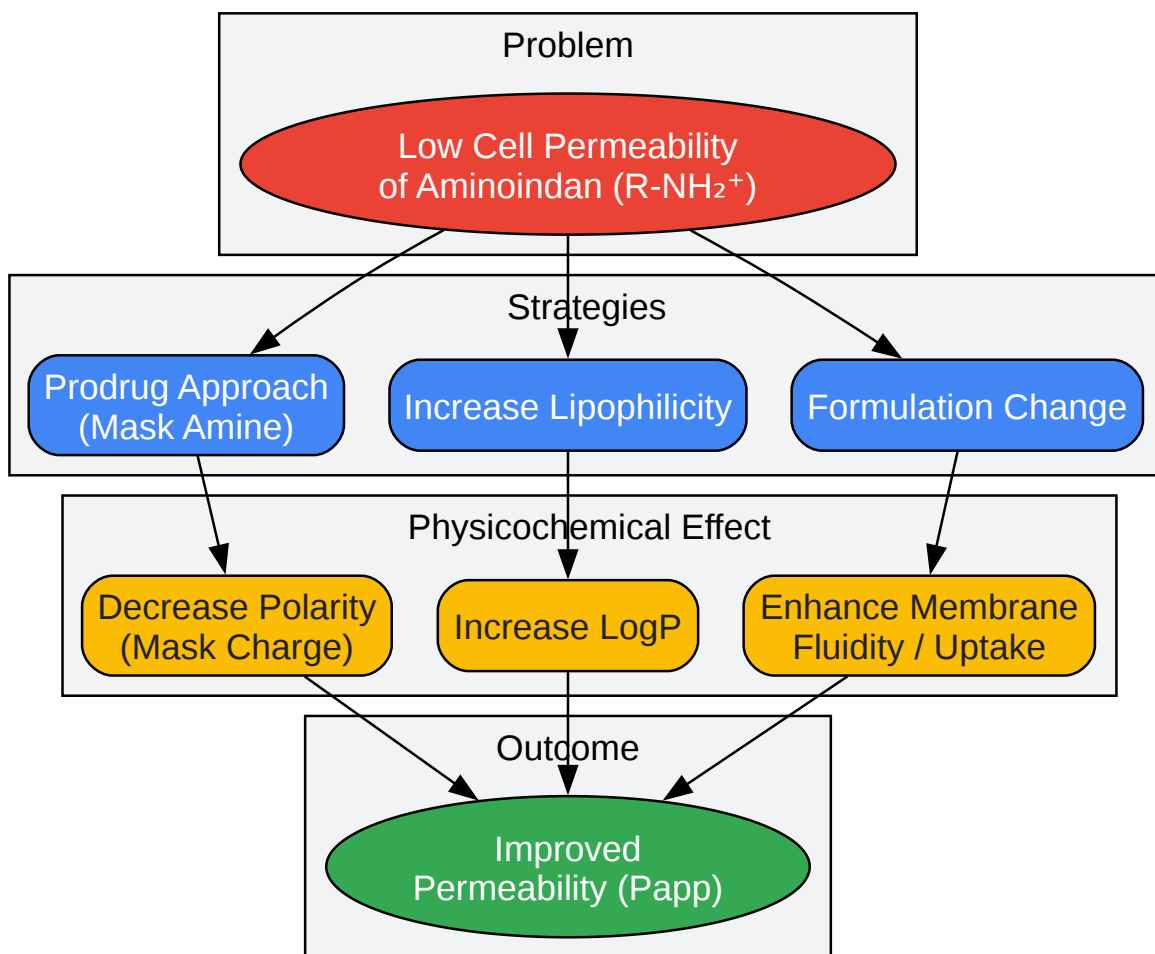 Problem
Low Cell Permeability
of Aminoindan (R-NH₂⁺)
Strategies
Prodrug Approach
(Mask Amine)
Increase Lipophilicity
Formulation Change
Physicochemical Effect
Decrease Polarity
(Mask Charge)
Increase LogP
Enhance Membrane
Fluidity / Uptake
Outcome
Improved
Permeability (Papp)